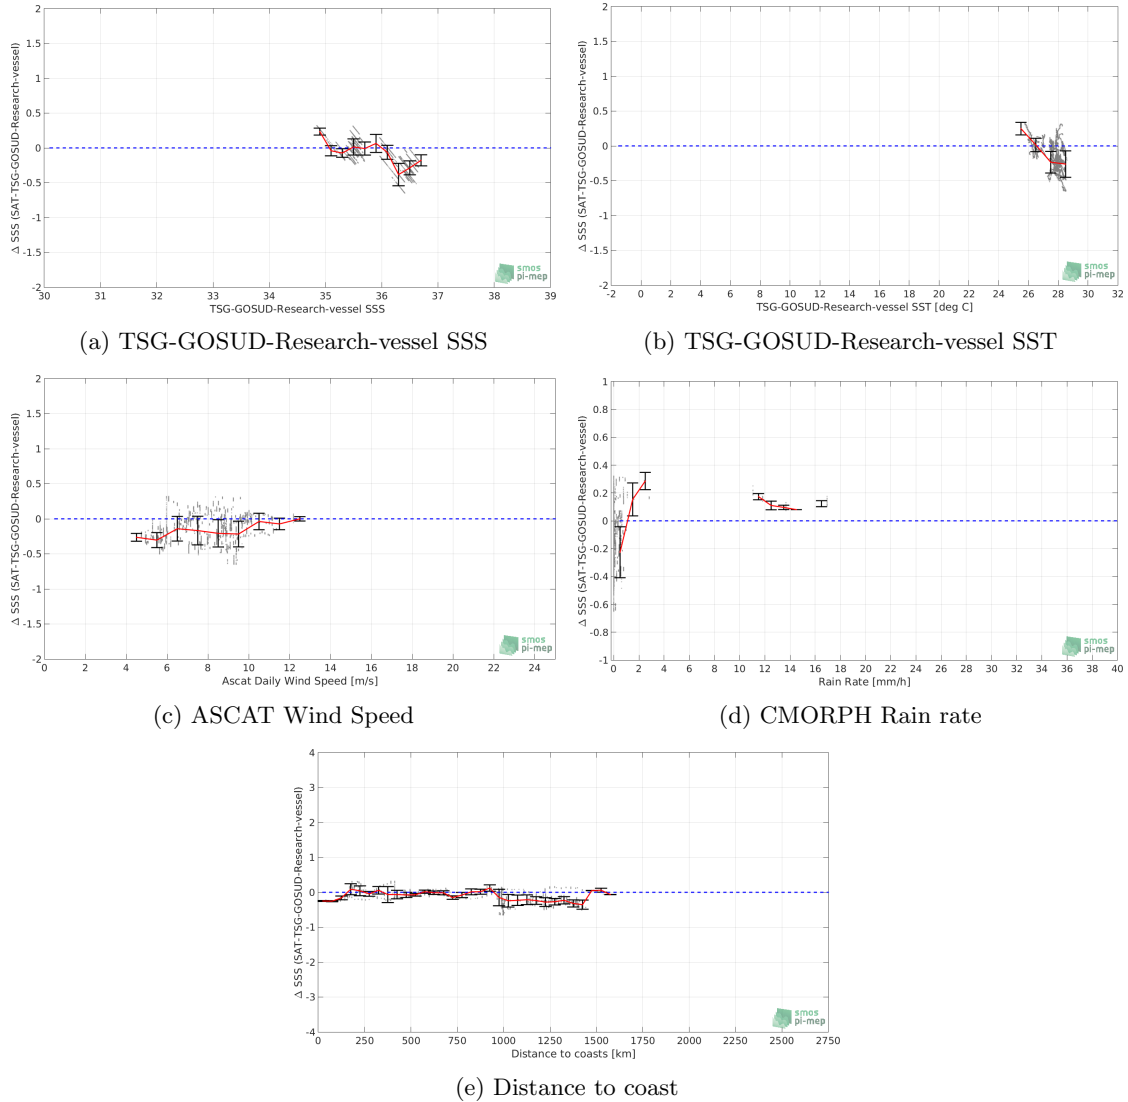 2
1.5
1
0.5
0
-0.5
-1
-1.5
-2
Δ SSS (SAT-TSG-GOSUD-Research-vessel)
30 31 32 33 34 35 36 37 38 39
TSG-GOSUD-Research-vessel SSS
smos
pi-mep
(a) TSG-GOSUD-Research-vessel SSS
2
1.5
1
0.5
0
-0.5
-1
-1.5
-2
Δ SSS (SAT-TSG-GOSUD-Research-vessel)
-2 0 2 4 6 8 10 12 14 16 18 20 22 24 26 28 30 32
TSG-GOSUD-Research-vessel SST [deg C]
smos
pi-mep
(b) TSG-GOSUD-Research-vessel SST
2
1.5
1
0.5
0
-0.5
-1
-1.5
-2
Δ SSS (SAT-TSG-GOSUD-Research-vessel)
0 2 4 6 8 10 12 14 16 18 20 22 24
Ascat Daily Wind Speed [m/s]
smos
pi-mep
(c) ASCAT Wind Speed
1
0.8
0.6
0.4
0.2
0
-0.2
-0.4
-0.6
-0.8
-1
Δ SSS (SAT-TSG-GOSUD-Research-vessel)
0 2 4 6 8 10 12 14 16 18 20 22 24 26 28 30 32 34 36 38 40
Rain Rate [mm/h]
smos
pi-mep
(d) CMORPH Rain rate
4
3
2
1
0
-1
-2
-3
-4
Δ SSS (SAT-TSG-GOSUD-Research-vessel)
0 250 500 750 1000 1250 1500 1750 2000 2250 2500 2750
Distance to coasts [km]
smos
pi-mep
(e) Distance to coast